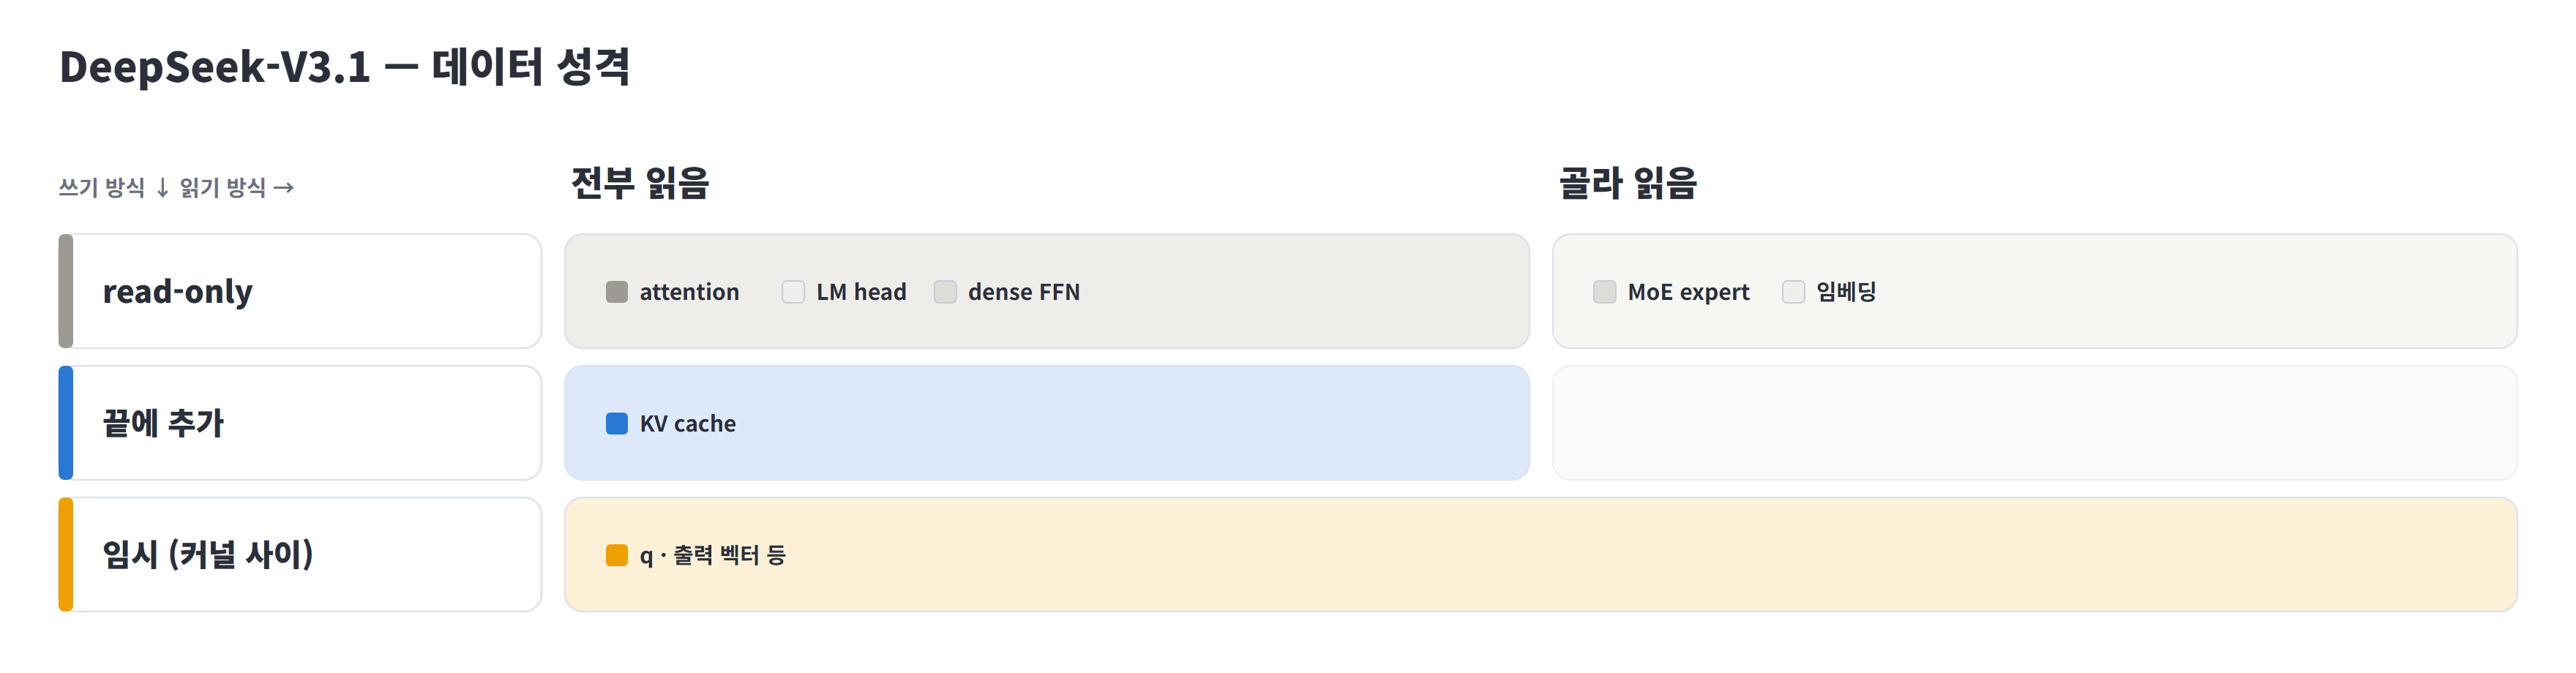 DeepSeek-V3.1 — 데이터 성격
쓰기 방식 ↓ 읽기 방식 →
전부 읽음
골라 읽음
read-only
attention
LM head
dense FFN
MoE expert
임베딩
끝에 추가
KV cache
임시 (커널 사이)
q · 출력 벡터 등